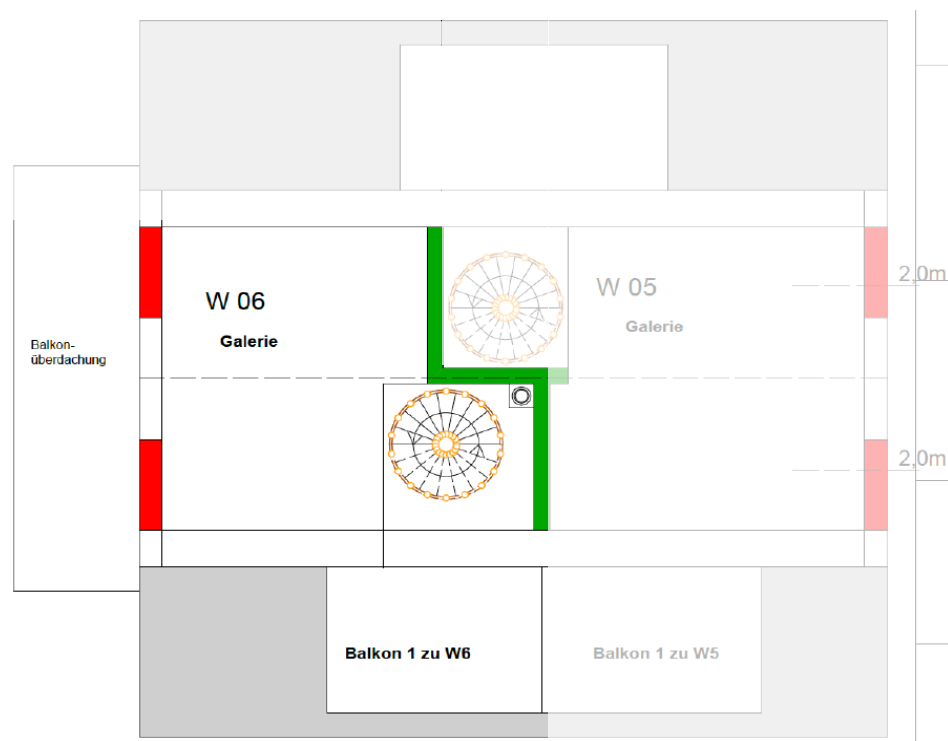 2,0m
W 06
W 05
Galerie
Galerie
Balkon-
überdachung
2,0m
Balkon 1 zu W6
Balkon 1 zu W5